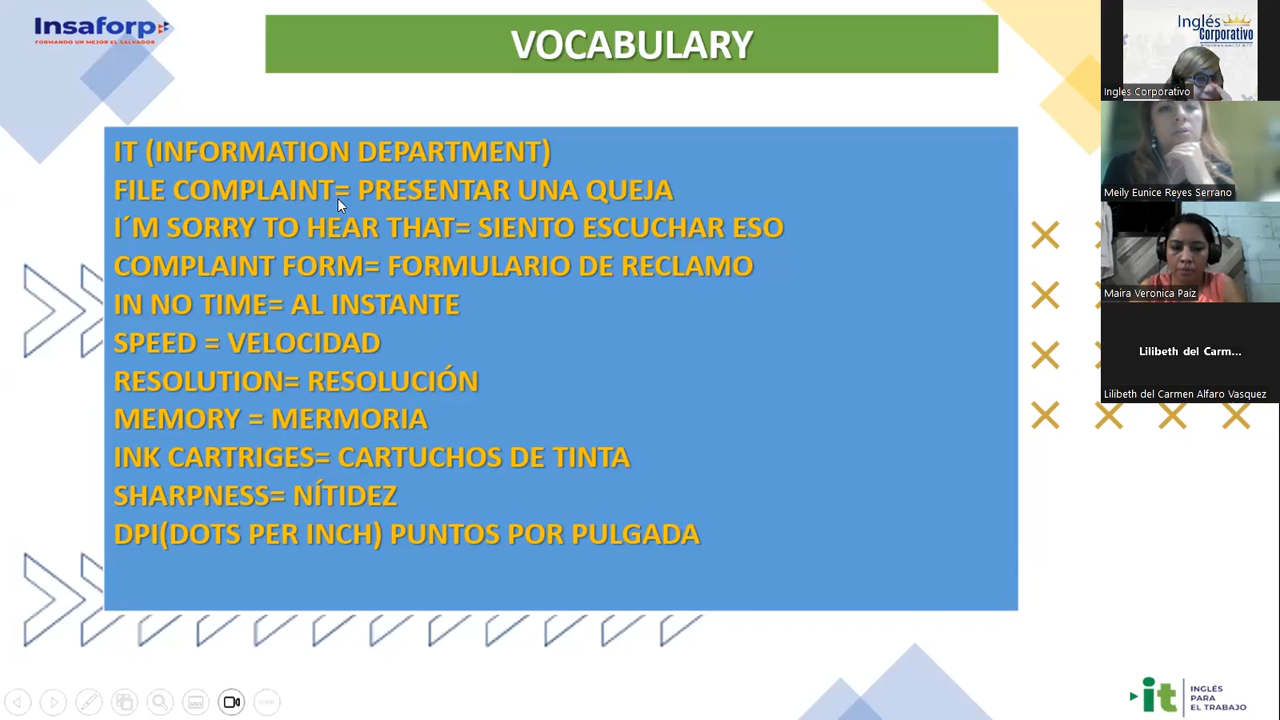 Insaforp
FORMANDO UN MEJOR EL SALVADOR
VOCABULARY
IT (INFORMATION DEPARTMENT)
FILE COMPLAINT= PRESENTAR UNA QUEJA
I´M SORRY TO HEAR THAT= SIENTO ESCUCHAR ESO
COMPLAINT FORM= FORMULARIO DE RECLAMO
IN NO TIME= AL INSTANTE
SPEED = VELOCIDAD
RESOLUTION= RESOLUCIÓN
MEMORY = MERMORIA
INK CARTRIGES= CARTUCHOS DE TINTA
SHARPNESS= NÍTIDEZ
DPI(DOTS PER INCH) PUNTOS POR PULGADA
Inglés
Corporativo
Ingles Corporativo
Meily Eunice Reyes Serrano
Maira Veronica Paiz
Lilibeth del Carm...
Lilibeth del Carmen Alfaro Vasquez
it
INGLÉS
PARA
EL TRABAJO